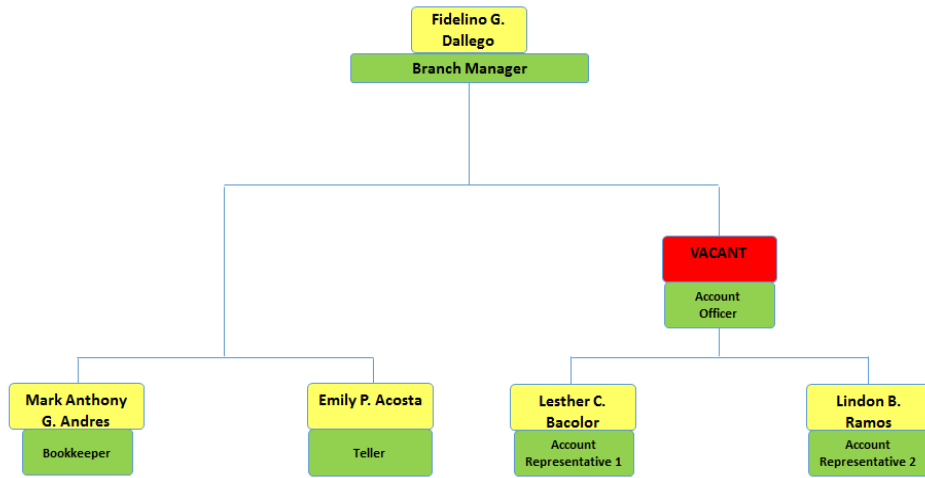 Fidelino G.
Dallego
Branch Manager
VACANT
Account
Officer
Mark Anthony
G. Andres
Bookkeeper
Emily P. Acosta
Teller
Lesther C.
Bacolor
Account
Representative 1
Lindon B.
Ramos
Account
Representative 2